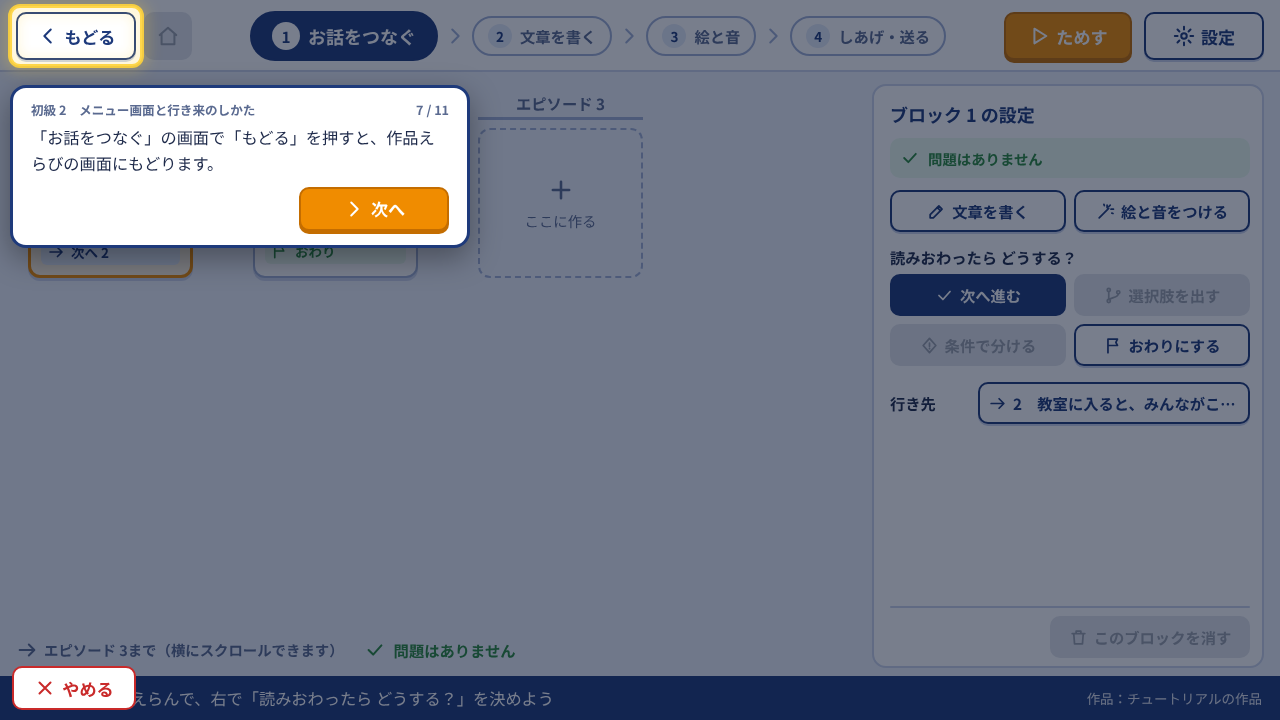 もどる
1 お話をつなぐ
2 文章を書く
3 絵と音
4 しあげ・送る
ためす
設定
初級 2 メニュー画面と行き来のしかた
7 / 11
「お話をつなぐ」の画面で「もどる」を押すと、作品え
らびの画面にもどります。
次へ
次へ 2
おわり
エピソード 3
ここに作る
ブロック 1 の設定
問題はありません
文章を書く
絵と音をつける
読みおわったら どうする？
次へ進む
選択肢を出す
条件で分ける
おわりにする
行き先
2 教室に入ると、みんながこ…
このブロックを消す
エピソード 3まで（横にスクロールできます）
問題はありません
やめる
えらんで、右で「読みおわったら どうする？」を決めよう
作品：チュートリアルの作品